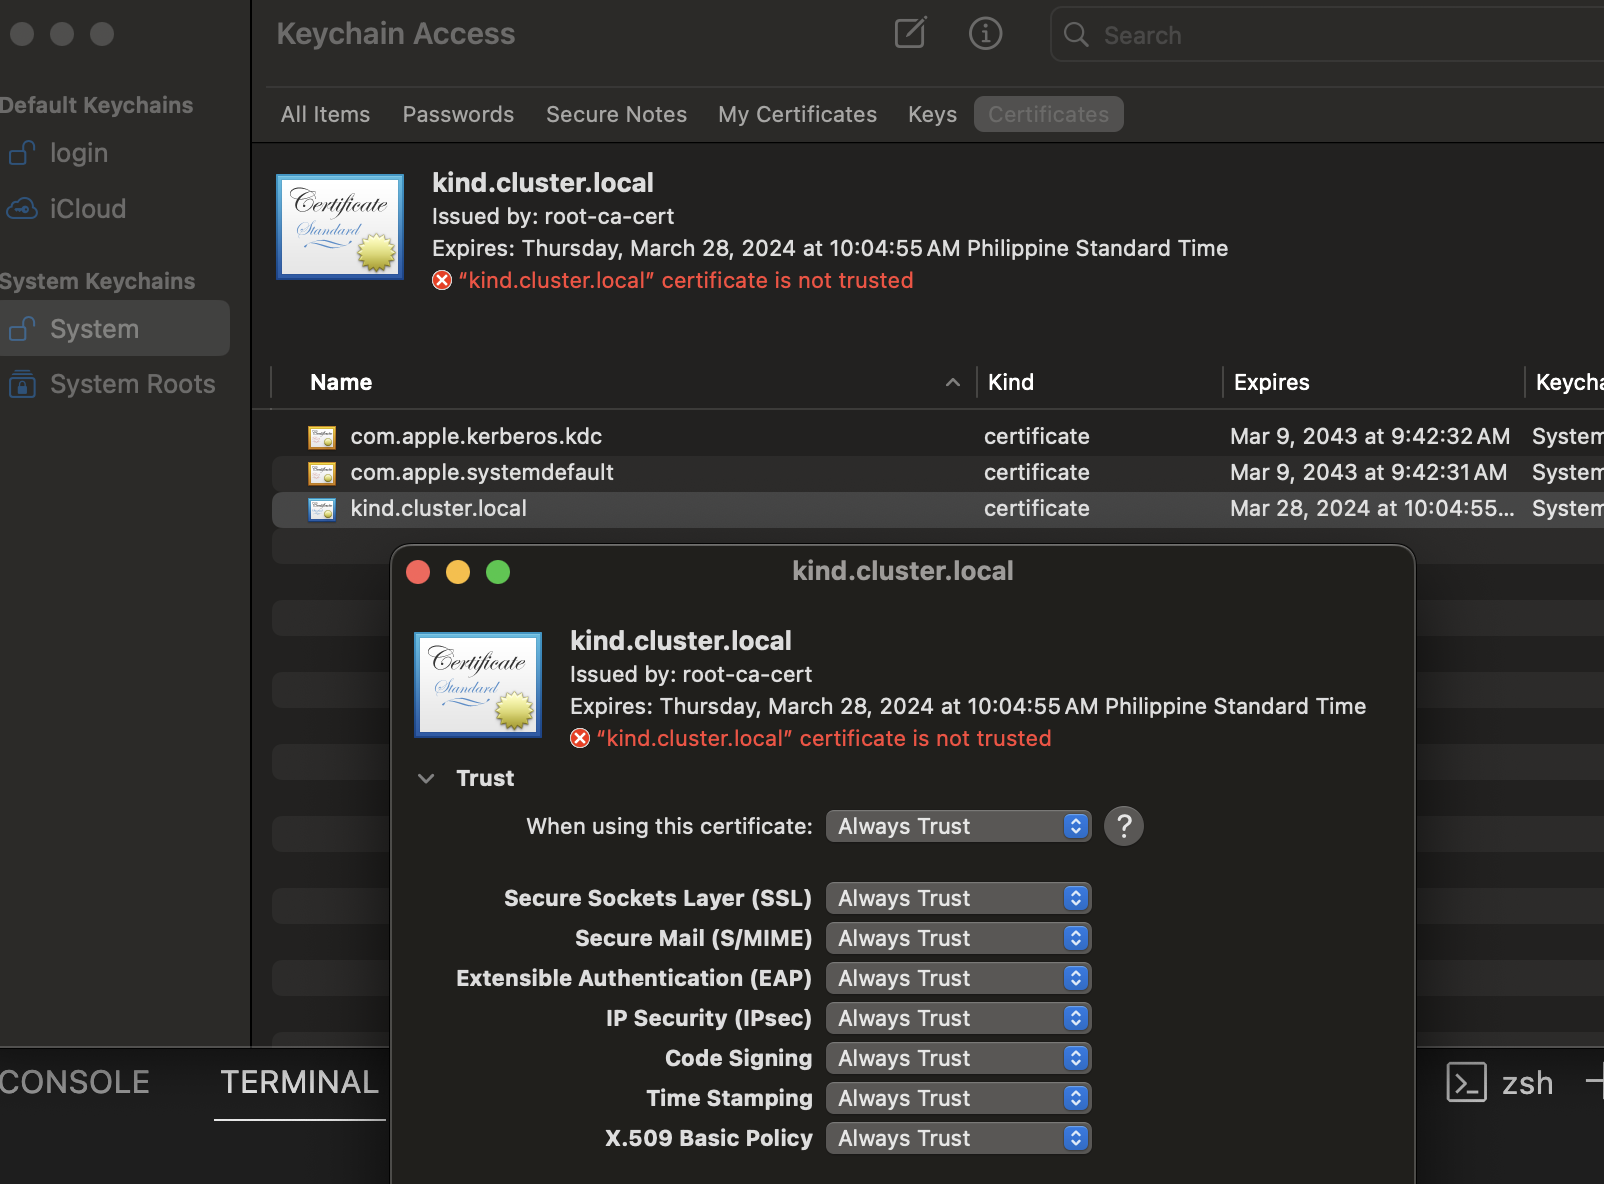 Keychain Access
Search
Default Keychains
login
iCloud
System Keychains
System
System Roots
All Items Passwords Secure Notes My Certificates Keys Certificates
Certificate
Standard
kind.cluster.local
Issued by: root-ca-cert
Expires: Thursday, March 28, 2024 at 10:04:55 AM Philippine Standard Time
“kind.cluster.local” certificate is not trusted
Name Kind Expires Keycha
com.apple.kerberos.kdc certificate Mar 9, 2043 at 9:42:32 AM System
com.apple.systemdefault certificate Mar 9, 2043 at 9:42:31 AM System
kind.cluster.local certificate Mar 28, 2024 at 10:04:55... System
kind.cluster.local
Certificate
Standard
kind.cluster.local
Issued by: root-ca-cert
Expires: Thursday, March 28, 2024 at 10:04:55 AM Philippine Standard Time
“kind.cluster.local” certificate is not trusted
Trust
When using this certificate: Always Trust ?
Secure Sockets Layer (SSL) Always Trust
Secure Mail (S/MIME) Always Trust
Extensible Authentication (EAP) Always Trust
IP Security (IPsec) Always Trust
Code Signing Always Trust
Time Stamping Always Trust
X.509 Basic Policy Always Trust
CONSOLE TERMINAL zsh